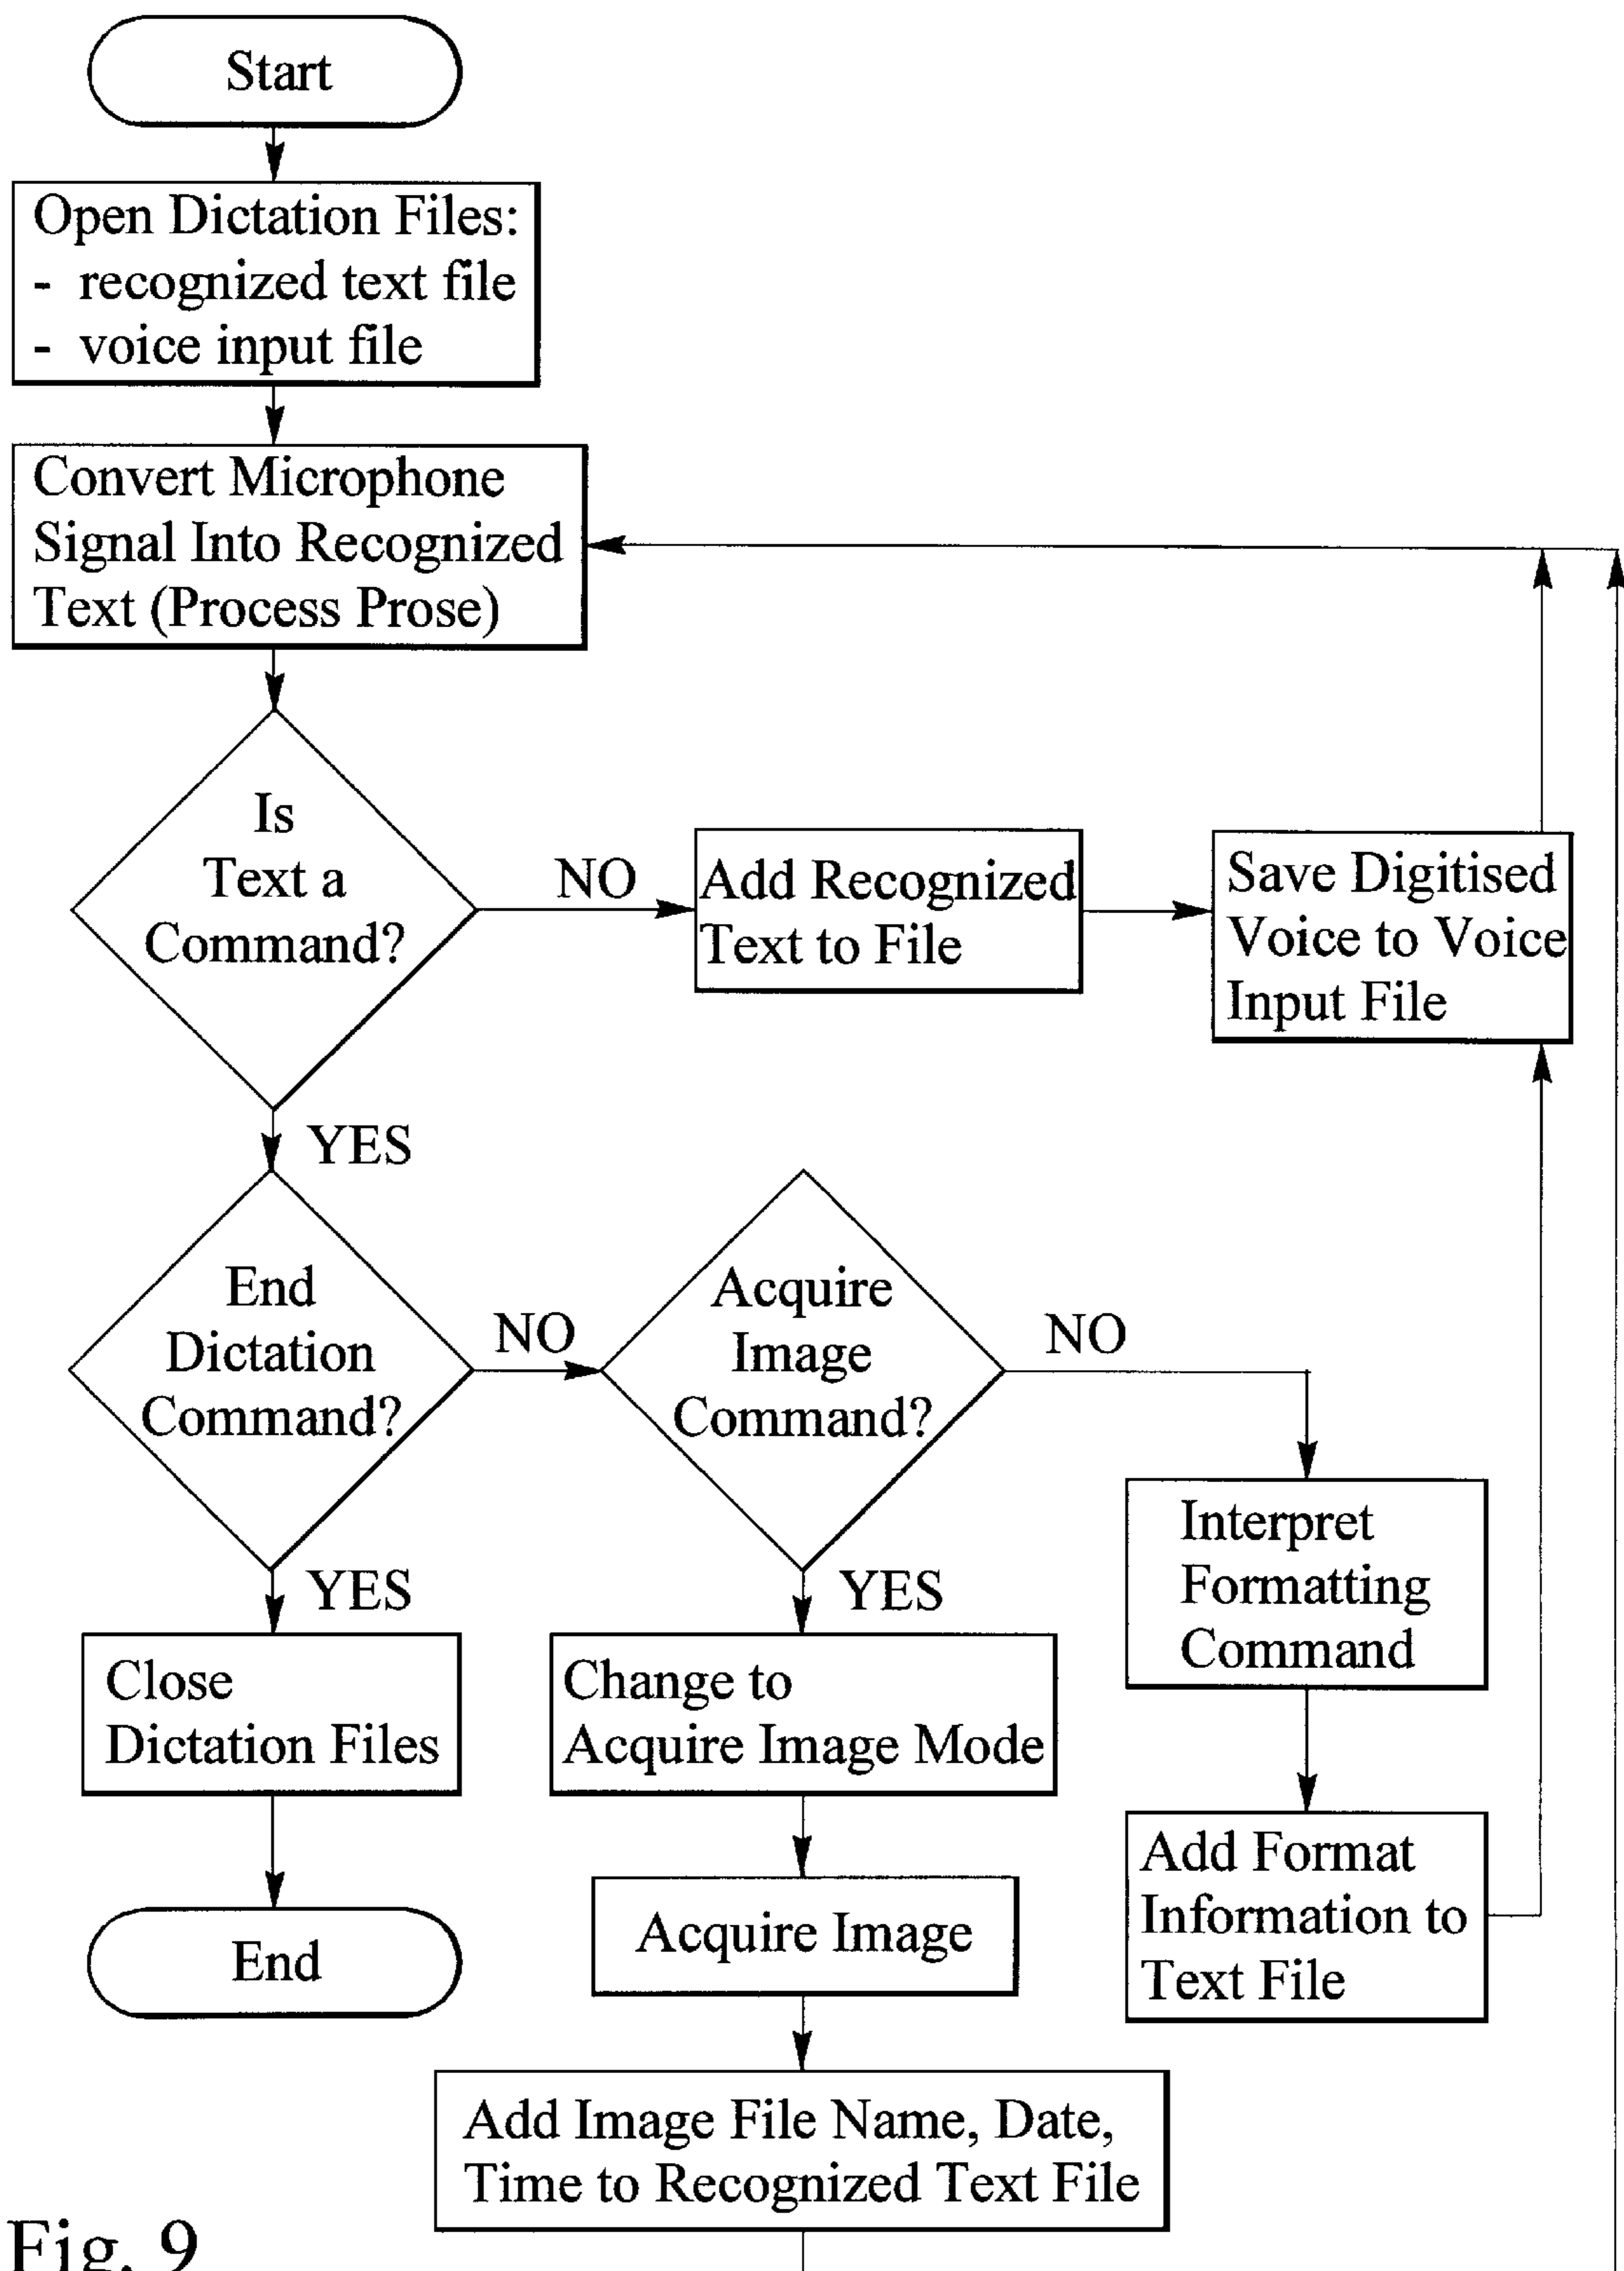 Start
Open Dictation Files:
- recognized text file
- voice input file
Convert Microphone
Signal Into Recognized
Text (Process Prose)
Is
Text a
Command?
NO
Add Recognized
Text to File
Save Digitised
Voice to Voice
Input File
YES
End
Dictation
Command?
NO
Acquire
Image
Command?
NO
Interpret
Formatting
Command
YES
Close
Dictation Files
YES
Change to
Acquire Image Mode
Add Format
Information to
Text File
Acquire Image
End
Add Image File Name, Date,
Time to Recognized Text File
Fig. 9